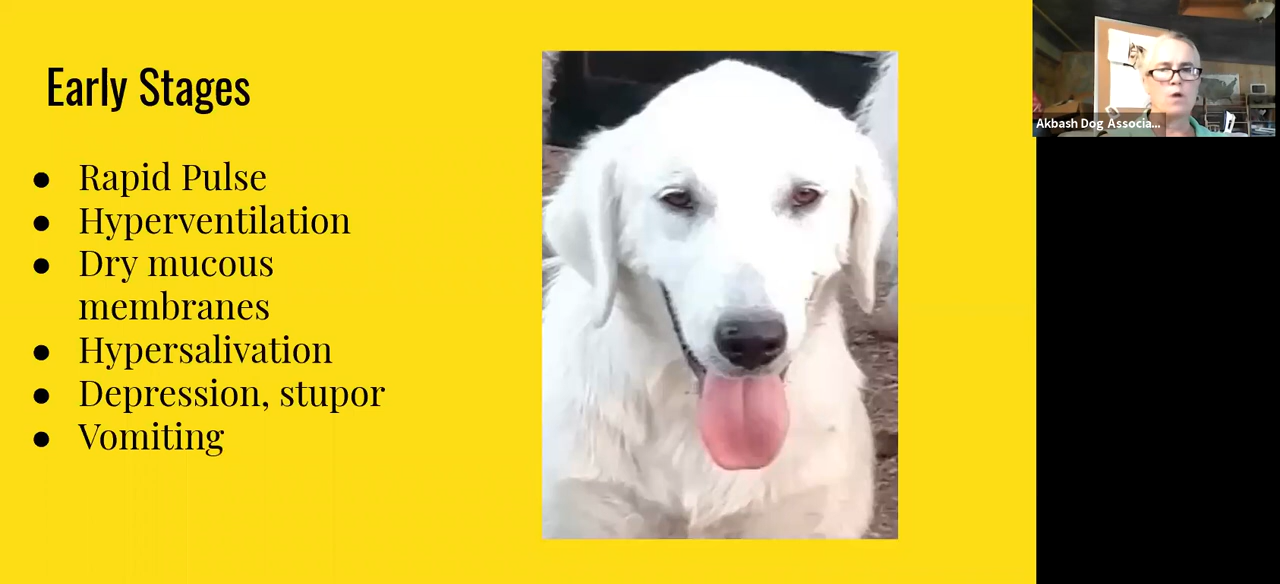 Early Stages
● Rapid Pulse
● Hyperventilation
● Dry mucous
membranes
● Hypersalivation
● Depression, stupor
● Vomiting
Akbash Dog Associa...